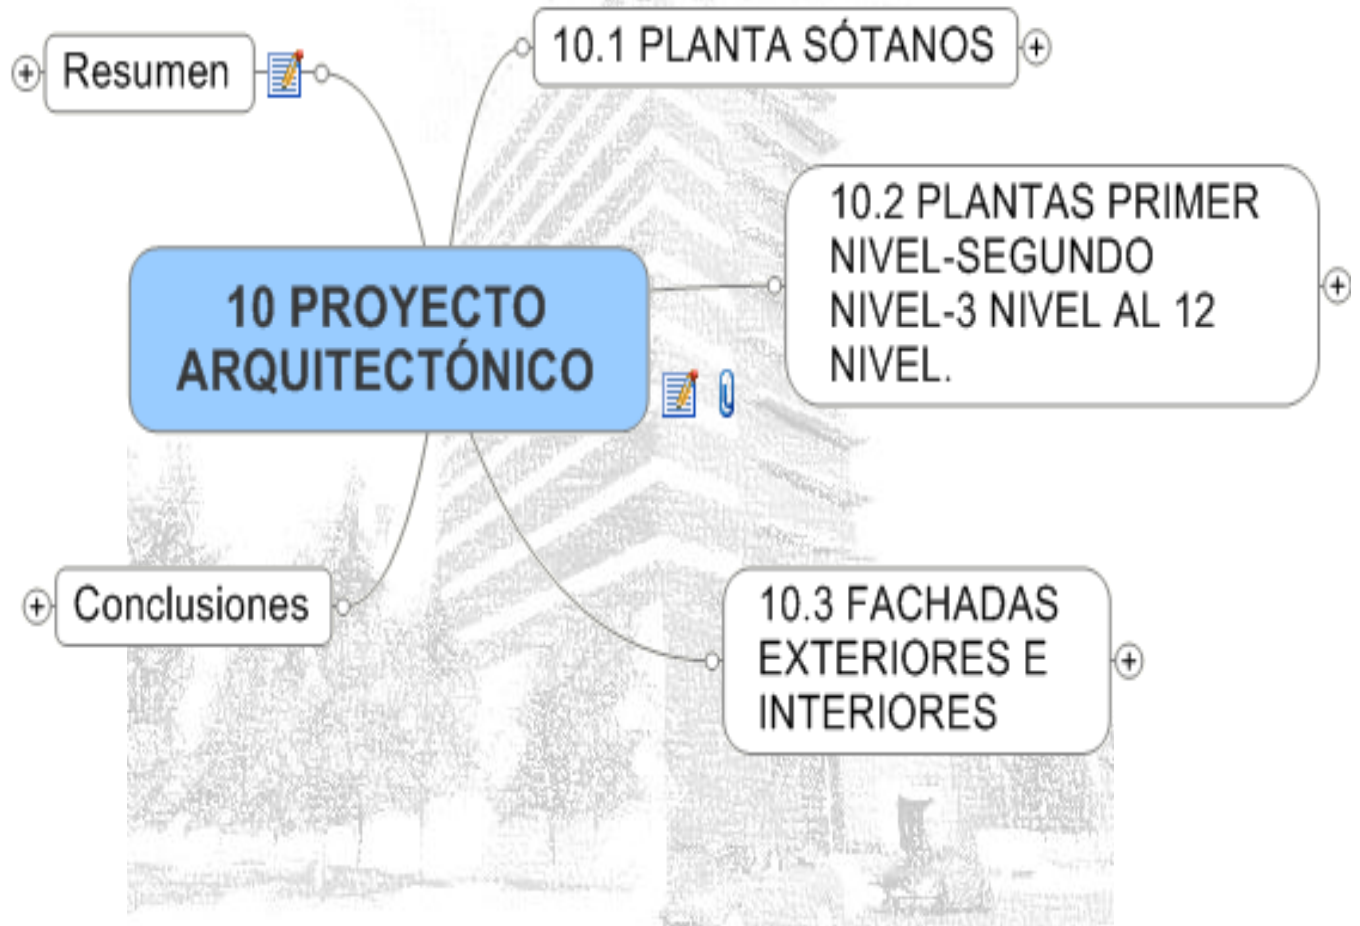 Resumen
10.1 PLANTA SÓTANOS
10.2 PLANTAS PRIMER
NIVEL-SEGUNDO
NIVEL-3 NIVEL AL 12
NIVEL.
10 PROYECTO
ARQUITECTÓNICO
Conclusiones
10.3 FACHADAS
EXTERIORES E
INTERIORES